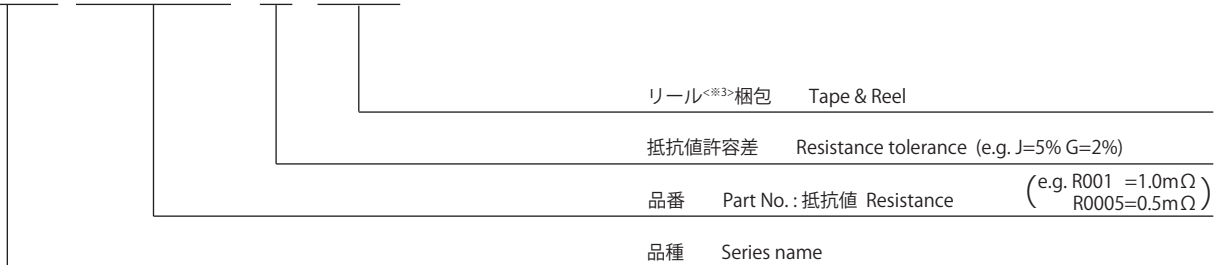 リール<※3>梱包 Tape & Reel
抵抗値許容差 Resistance tolerance (e.g. J=5% G=2%)
品番 Part No. : 抵抗値 Resistance (e.g. R001 =1.0mΩ
R0005=0.5mΩ)
品種 Series name